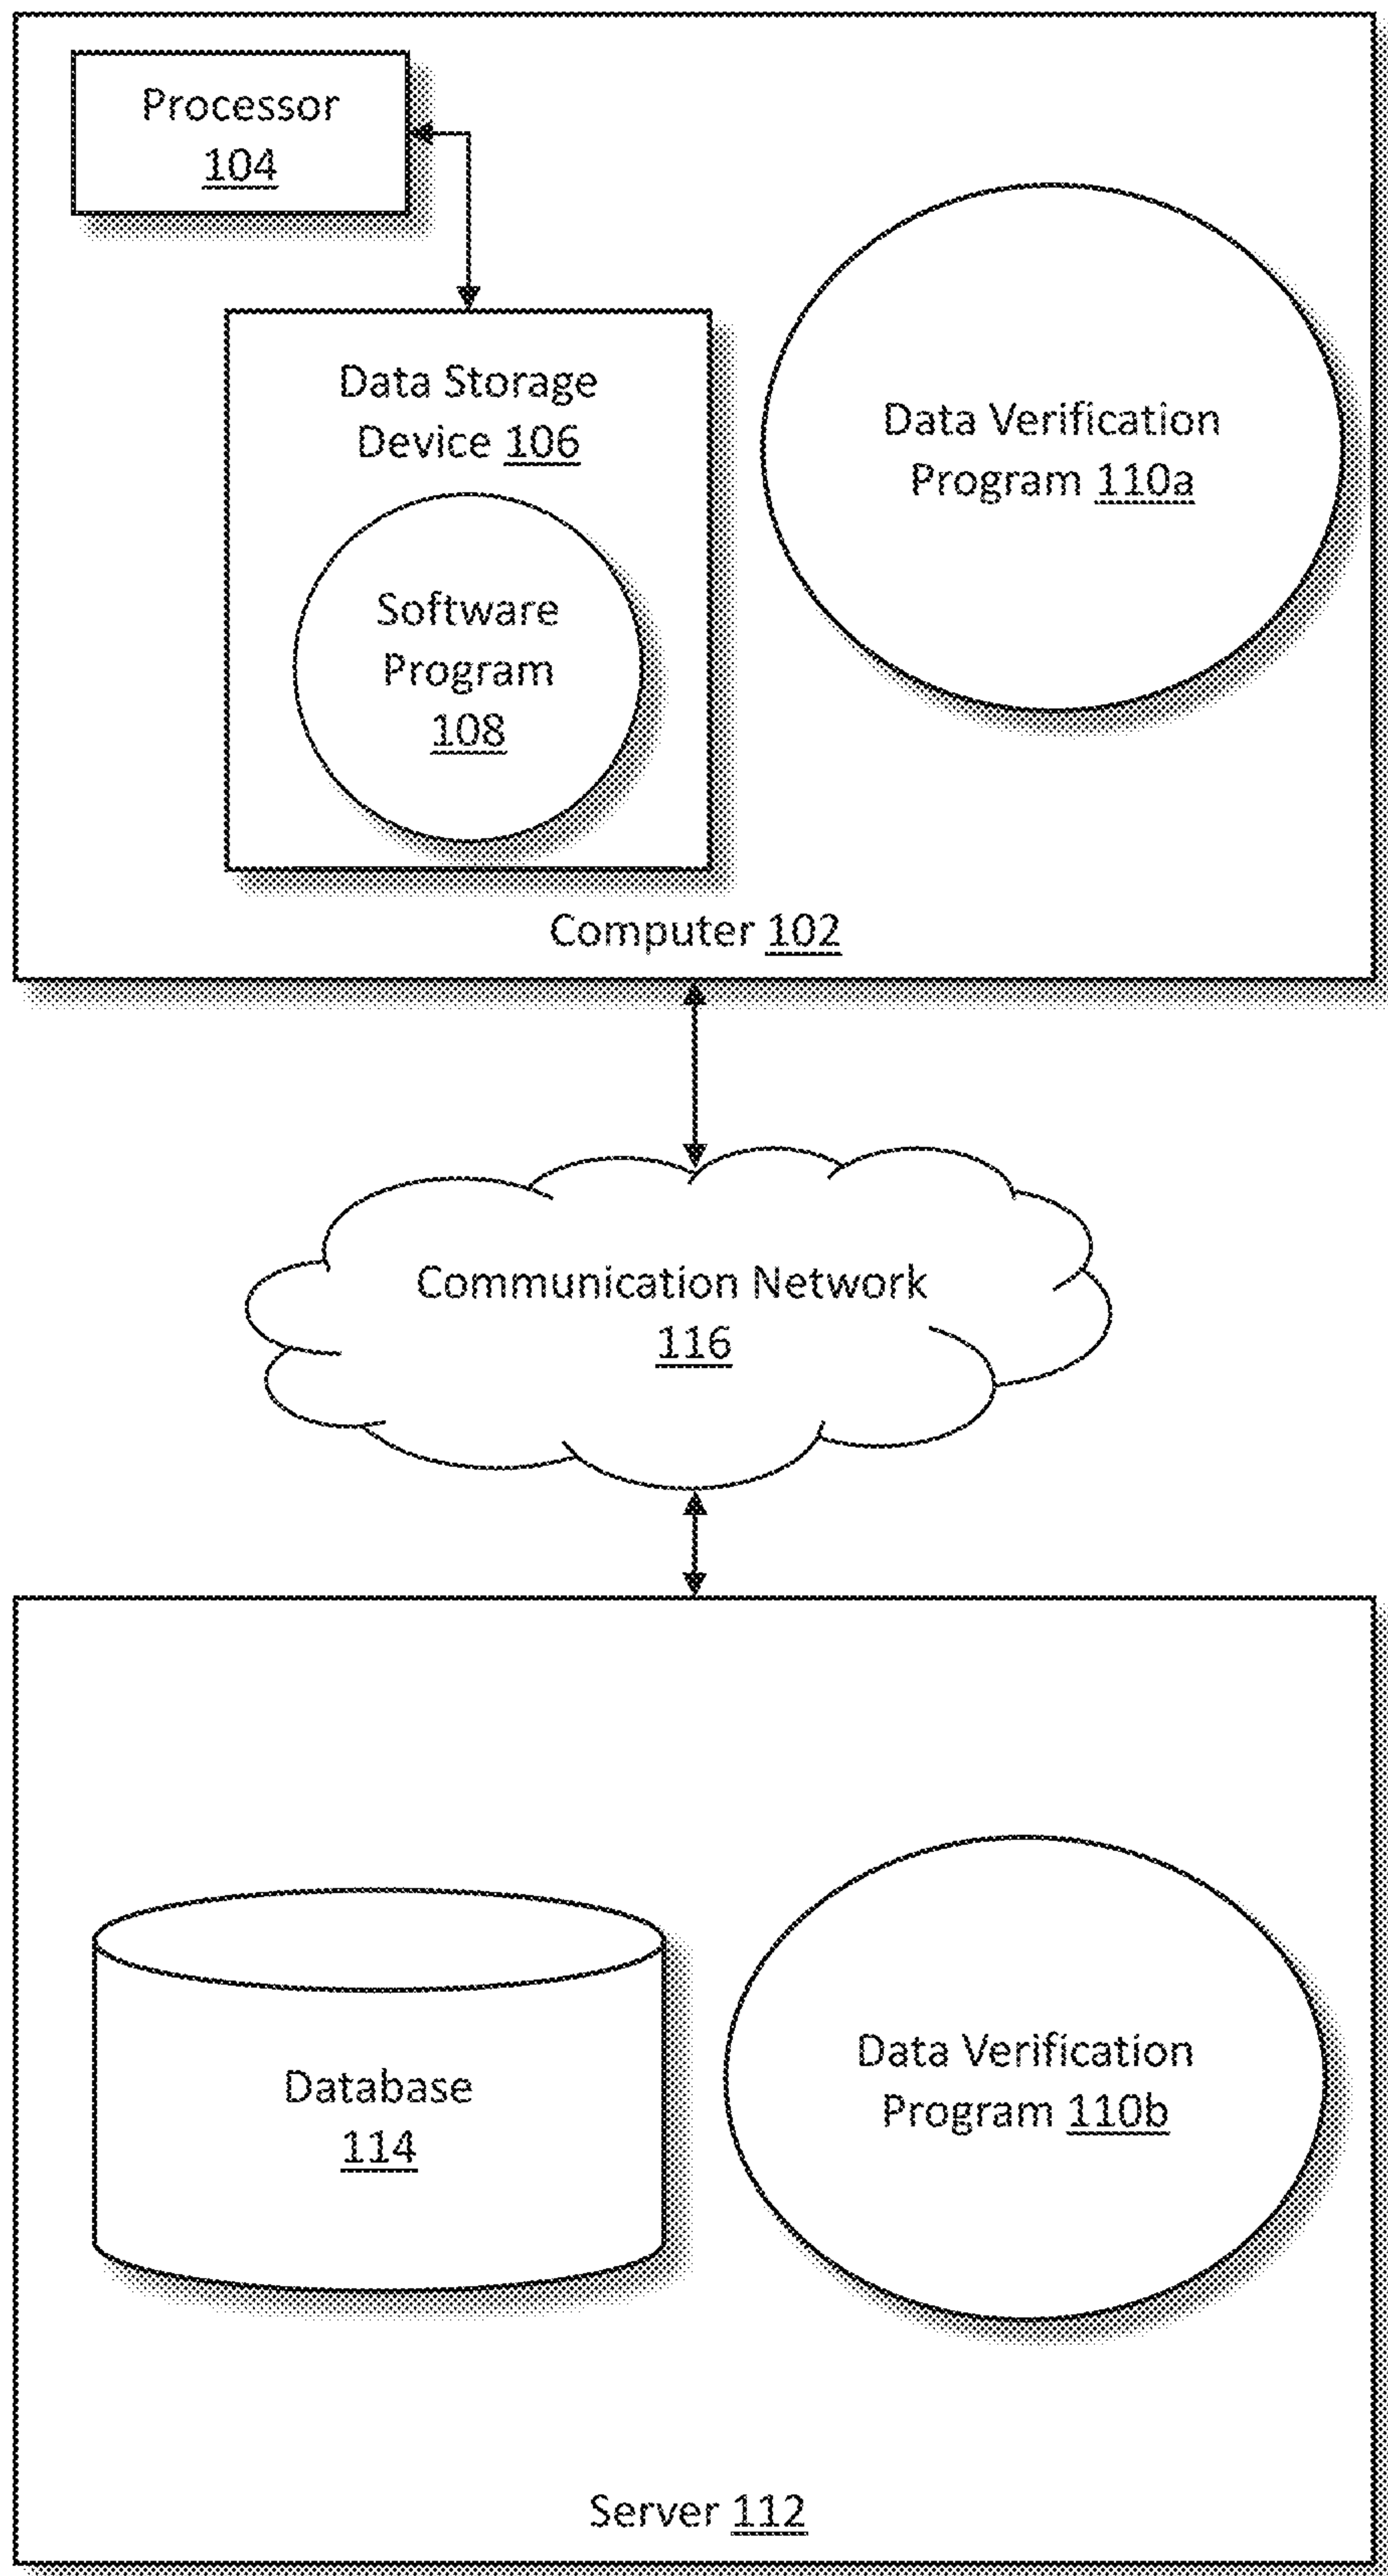 Processor
104
Data Storage
Device 106
Software
Program
108
Data Verification
Program 110a
Computer 102
Communication Network
116
Database
114
Data Verification
Program 110b
Server 112